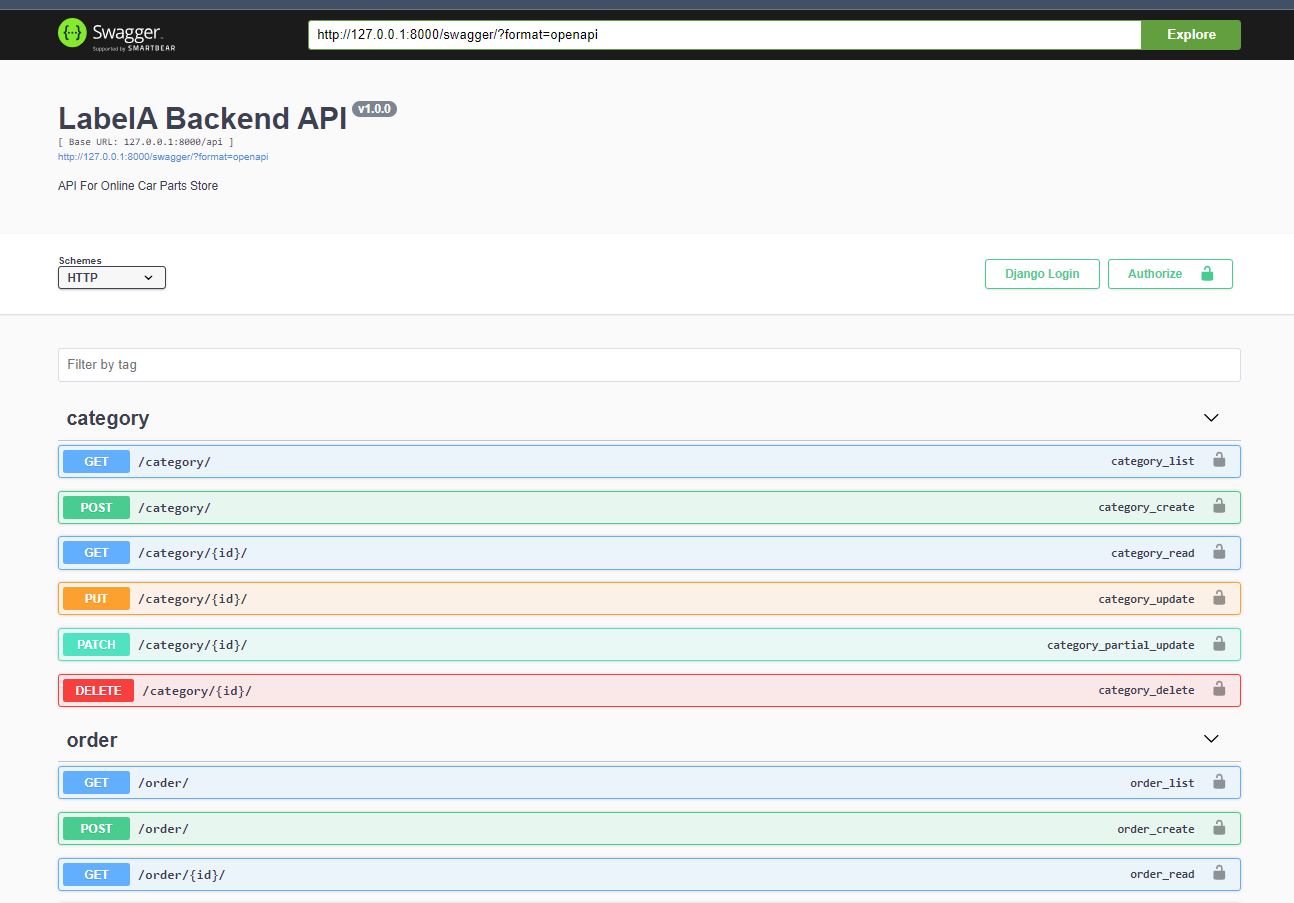 Swagger.
Supported by SMARTBEAR
http://127.0.0.1:8000/swagger/?format=openapi
Explore
LabelA Backend API v1.0.0
[ Base URL: 127.0.0.1:8000/api ]
http://127.0.0.1:8000/swagger/?format=openapi
API For Online Car Parts Store
Schemes
HTTP
Django Login
Authorize
Filter by tag
category
GET /category/ category_list
POST /category/ category_create
GET /category/{id}/ category_read
PUT /category/{id}/ category_update
PATCH /category/{id}/ category_partial_update
DELETE /category/{id}/ category_delete
order
GET /order/ order_list
POST /order/ order_create
GET /order/{id}/ order_read